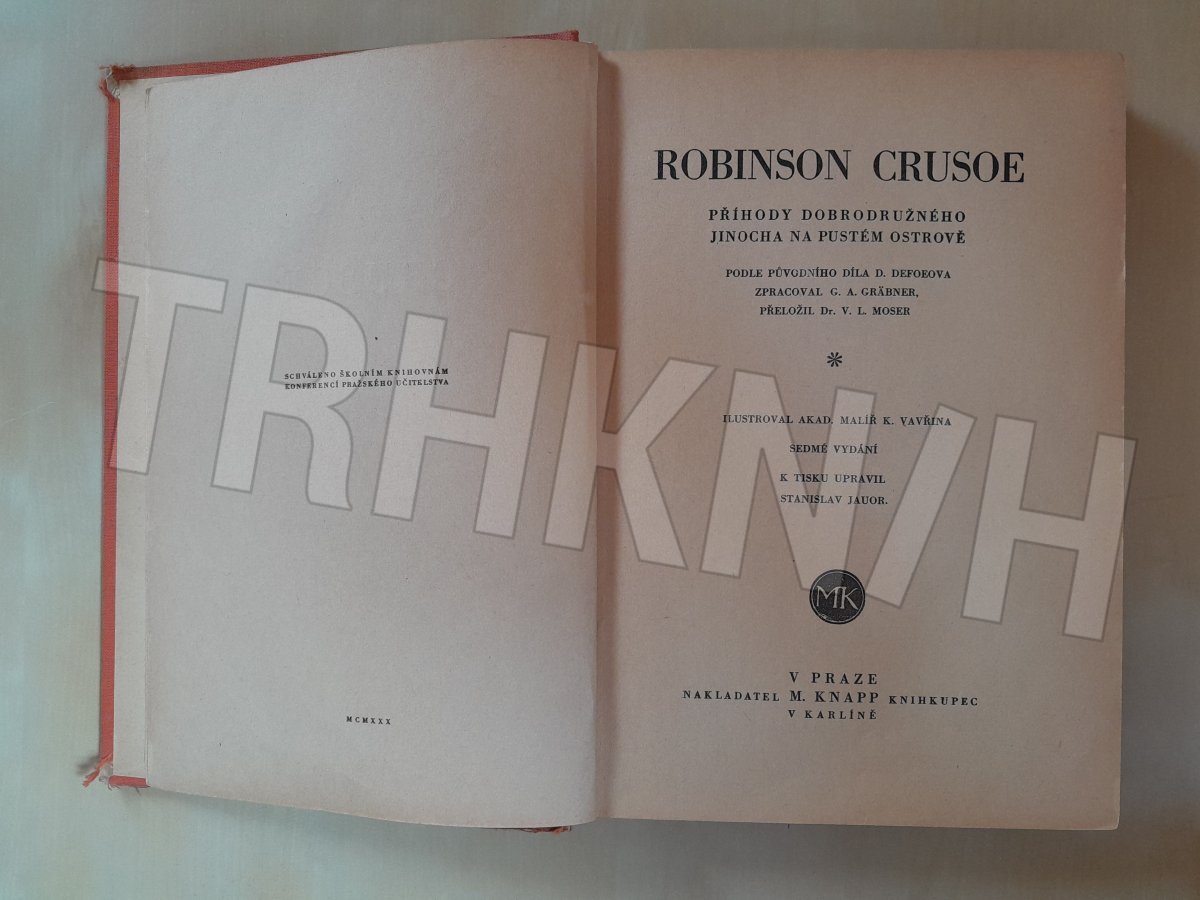 SCHVÁLENO ŠKOLNÍM KNIHOVNÁM
KONFERENCÍ PRAŽSKÉHO UČITELSTVA
MCMXXX
ROBINSON CRUSOE
PŘÍHODY DOBRODRUŽNÉHO
JINOCHA NA PUSTÉM OSTROVĚ
PODLE PŮVODNÍHO DÍLA D. DEFOEOVA
ZPRACOVAL G. A. GRÄBNER,
PŘELOŽIL Dr. V. L. MOSER
*
ILUSTROVAL AKAD. MALÍŘ K. VAVŘINA
SEDMÉ VYDÁNÍ
K TISKU UPRAVIL
STANISLAV JAUOR.
MK
V PRAZE
NAKLADATEL M. KNAPP KNIHKUPEC
V KARLÍNĚ
TRHKNIH